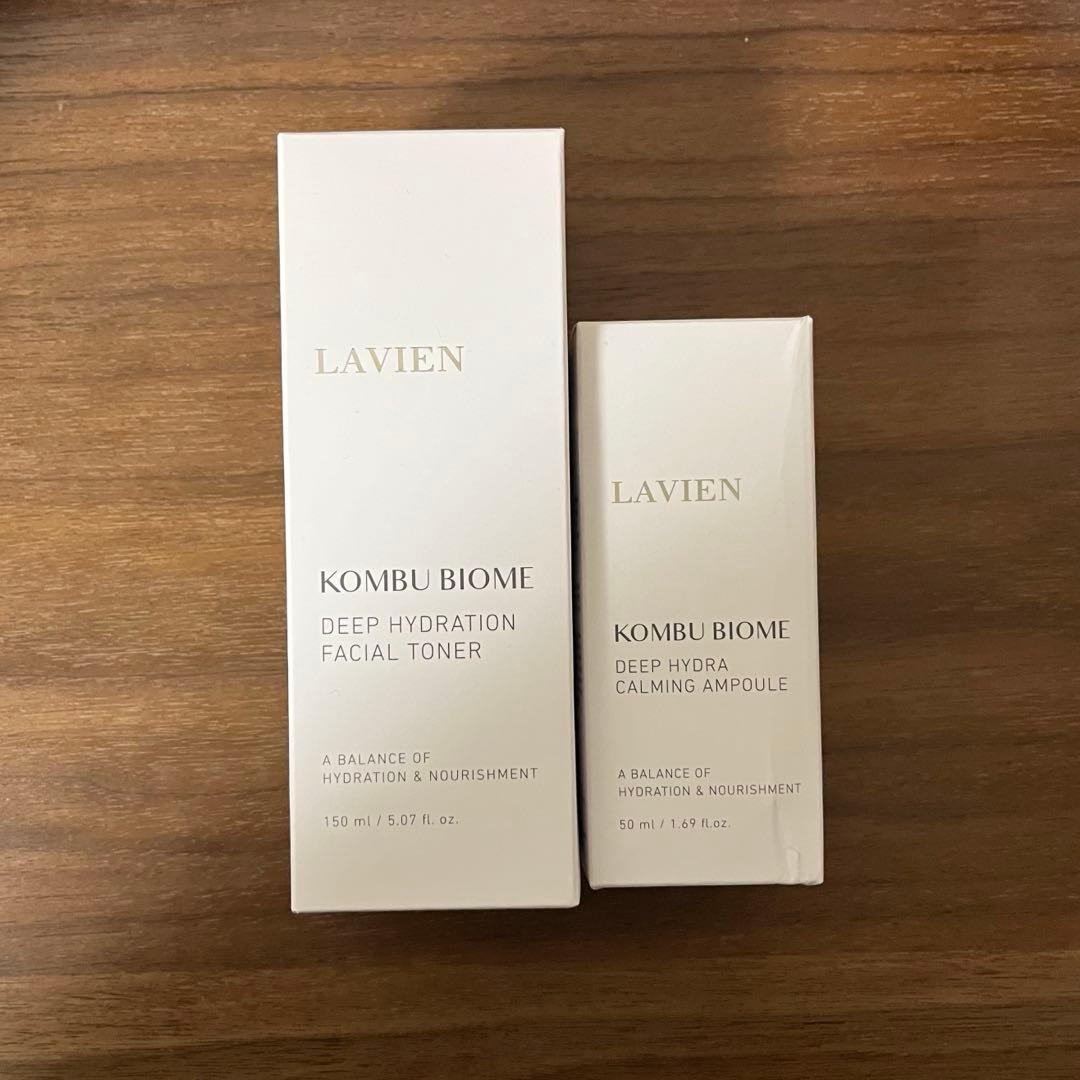 LAVIEN
KOMBU BIOME
DEEP HYDRATION
FACIAL TONER
A BALANCE OF
HYDRATION & NOURISHMENT
150 ml / 5.07 fl. oz.
LAVIEN
KOMBU BIOME
DEEP HYDRA
CALMING AMPOULE
A BALANCE OF
HYDRATION & NOURISHMENT
50 ml / 1.69 fl.oz.